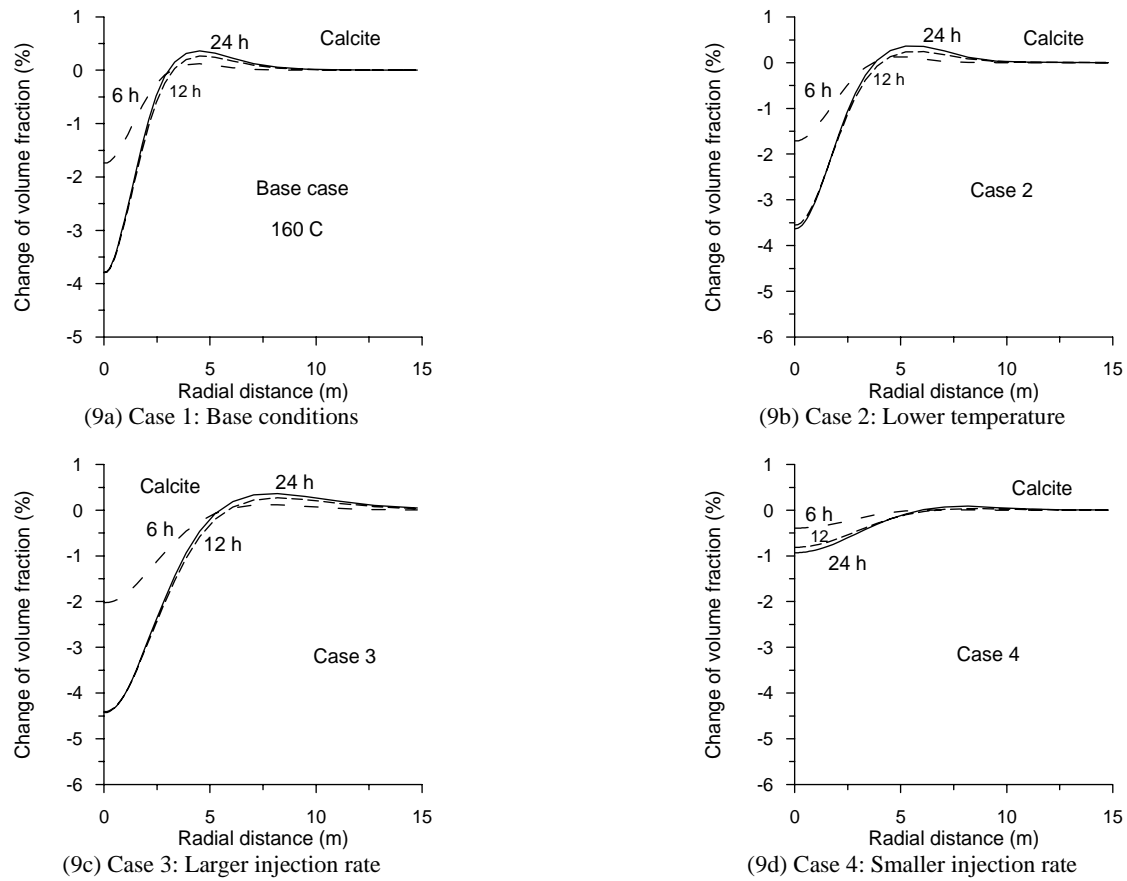 1
0
-1
-2
-3
-4
-5
Change of volume fraction (%)
24 h
Calcite
6 h
12 h
Base case
160 C
0 5 10 15
Radial distance (m)
(9a) Case 1: Base conditions
1
0
-1
-2
-3
-4
-5
-6
Change of volume fraction (%)
24 h
Calcite
6 h
12 h
Case 2
0 5 10 15
Radial distance (m)
(9b) Case 2: Lower temperature
1
0
-1
-2
-3
-4
-5
-6
Change of volume fraction (%)
Calcite
24 h
6 h
12 h
Case 3
0 5 10 15
Radial distance (m)
(9c) Case 3: Larger injection rate
1
0
-1
-2
-3
-4
-5
-6
Change of volume fraction (%)
Calcite
6 h
12
24 h
Case 4
0 5 10 15
Radial distance (m)
(9d) Case 4: Smaller injection rate